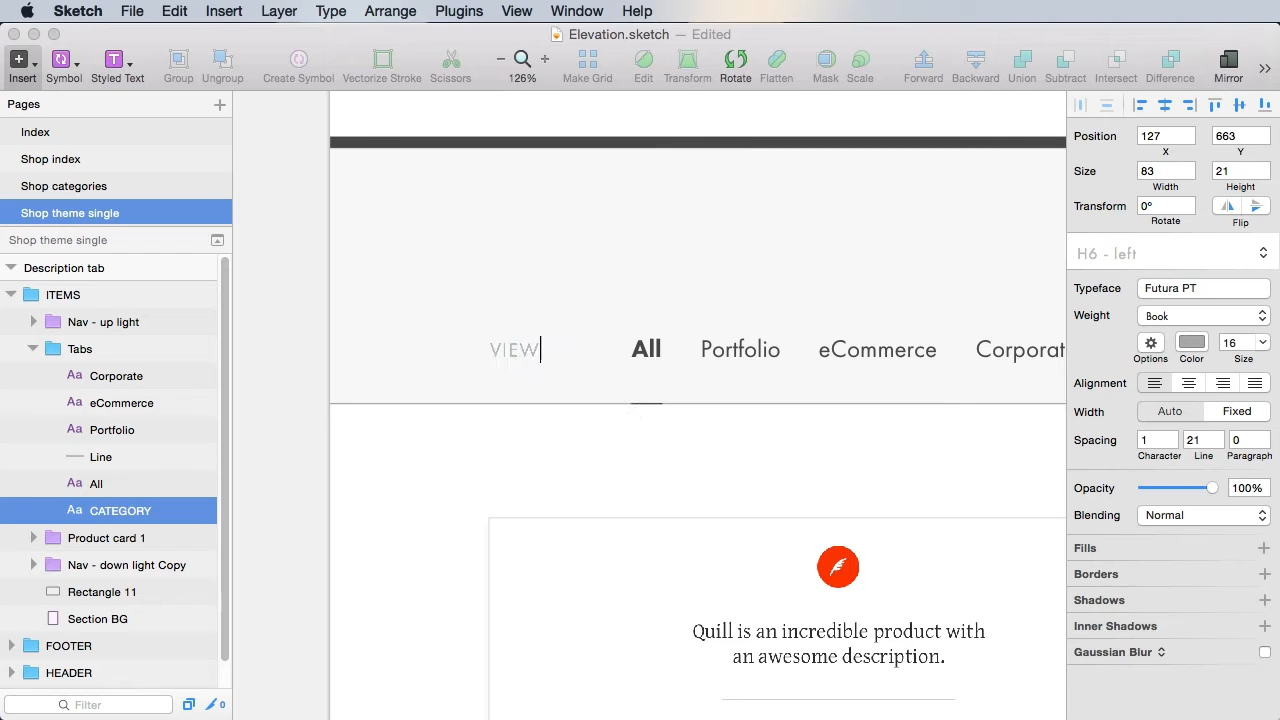 Sketch File Edit Insert Layer Type Arrange Plugins View Window Help
Elevation.sketch — Edited
126%
Insert Symbol Styled Text Group Ungroup Create Symbol Vectorize Stroke Scissors Make Grid Edit Transform Rotate Flatten Mask Scale Forward Backward Union Subtract Intersect Difference Mirror
Pages
Index
Shop index
Shop categories
Shop theme single
Shop theme single
Description tab
ITEMS
Nav - up light
Tabs
Aa Corporate
Aa eCommerce
Aa Portfolio
Line
Aa All
Aa CATEGORY
Product card 1
Nav - down light Copy
Rectangle 11
Section BG
FOOTER
HEADER
Filter
0
VIEW All Portfolio eCommerce Corporat
Quill is an incredible product with
an awesome description.
Position 127 663
X Y
Size 83 21
Width Height
Transform 0º
Rotate Flip
H6 - left
Typeface Futura PT
Weight Book
16
Options Color Size
Alignment
Width Auto Fixed
Spacing 1 21 0
Character Line Paragraph
Opacity 100%
Blending Normal
Fills
Borders
Shadows
Inner Shadows
Gaussian Blur